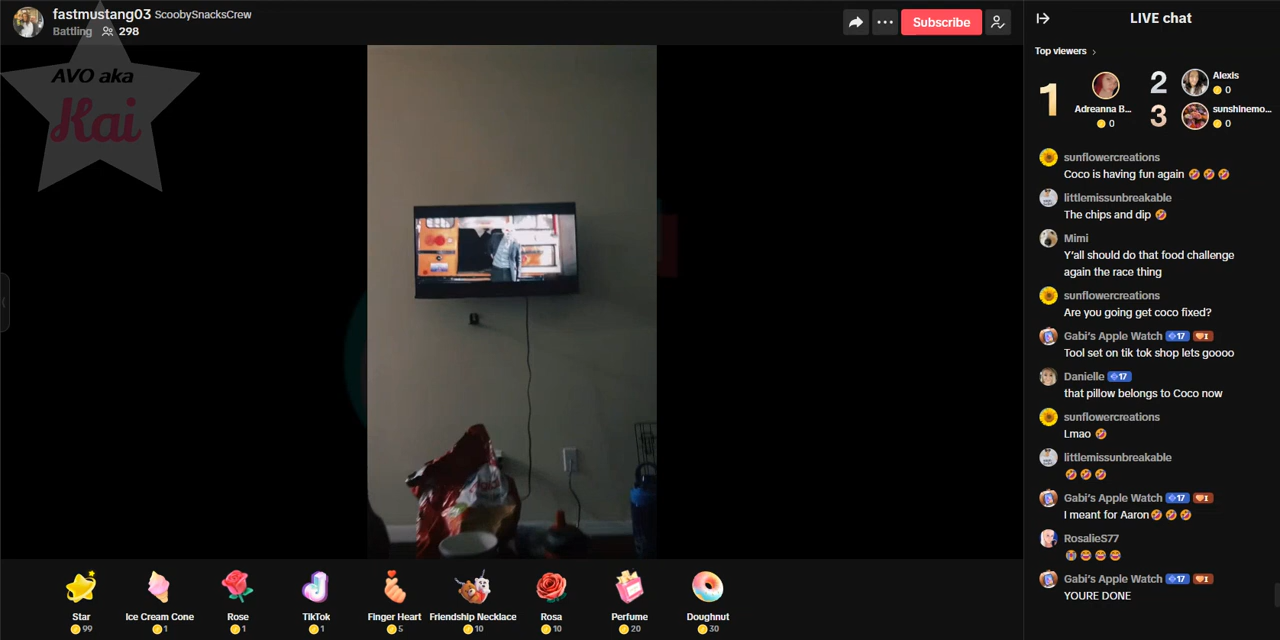 fastmustang03 ScoobySnacksCrew
Battling 298
Subscribe
AVO aka
Kai
LIVE chat
Top viewers
1
Adreanna B...
0
2
Alexis
0
3
sunshinemo...
0
sunflowercreations
Coco is having fun again 🤣 🤣 🤣
littlemissunbreakable
The chips and dip 🤣
Mimi
Y'all should do that food challenge
again the race thing
sunflowercreations
Are you going get coco fixed?
Gabi's Apple Watch 17 I
Tool set on tik tok shop lets goooo
Danielle 17
that pillow belongs to Coco now
sunflowercreations
Lmao 🤣
littlemissunbreakable
🤣 🤣 🤣
Gabi's Apple Watch 17 I
I meant for Aaron🤣 🤣 🤣
RosalieS77
😭 😂 😂 😂
Gabi's Apple Watch 17 I
YOURE DONE
Star
99
Ice Cream Cone
1
Rose
1
TikTok
1
Finger Heart
5
Friendship Necklace
10
Rosa
10
Perfume
20
Doughnut
30